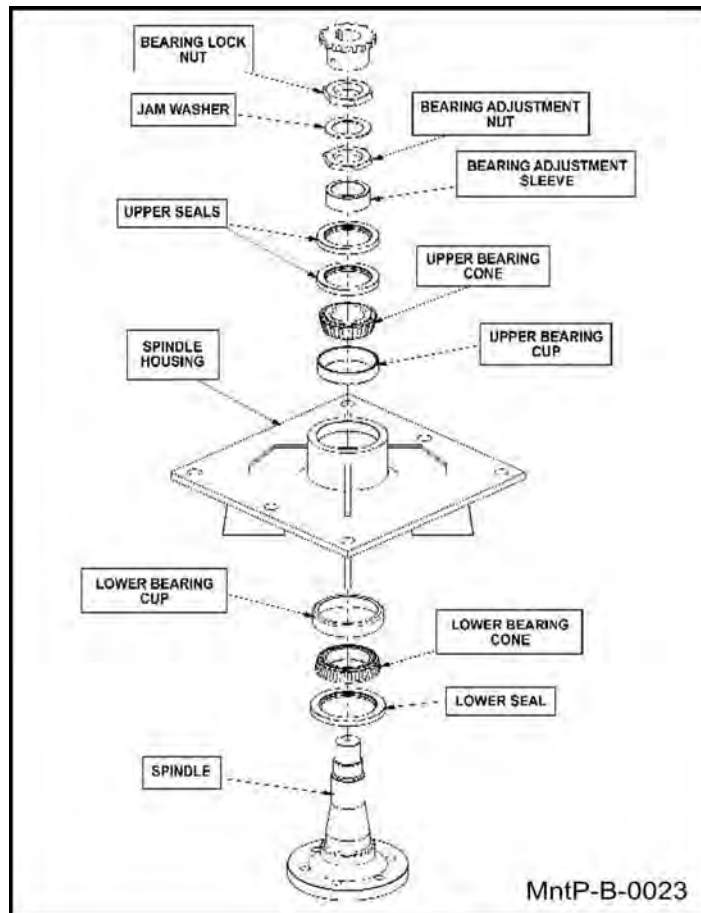 BEARING LOCK
NUT
JAM WASHER
BEARING ADJUSTMENT
NUT
BEARING ADJUSTMENT
SLEEVE
UPPER SEALS
UPPER BEARING
CONE
UPPER BEARING
CUP
SPINDLE
HOUSING
LOWER BEARING
CUP
LOWER BEARING
CONE
LOWER SEAL
SPINDLE
MntP-B-0023